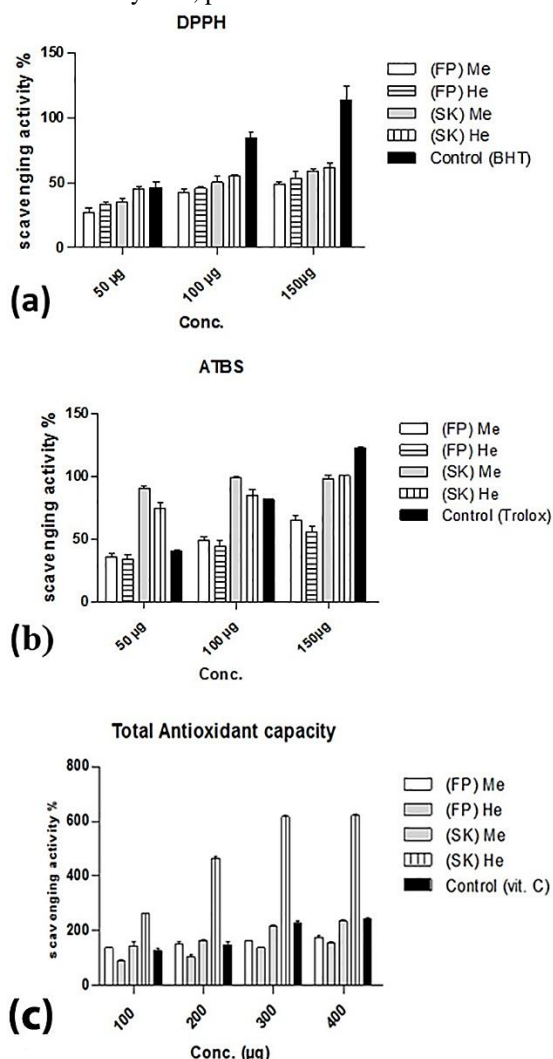 DPPH
150
100
50
0
scavenging activity %
50 µg
100 µg
150µg
Conc.
(FP) Me
(FP) He
(SK) Me
(SK) He
Control (BHT)
(a)
ATBS
150
100
50
0
scavenging activity %
50 µg
100 µg
150µg
Conc.
(FP) Me
(FP) He
(SK) Me
(SK) He
Control (Trolox)
(b)
Total Antioxidant capacity
800
600
400
200
0
scavenging activity %
100
200
300
400
Conc. (µg)
(FP) Me
(FP) He
(SK) Me
(SK) He
Control (vit. C)
(c)